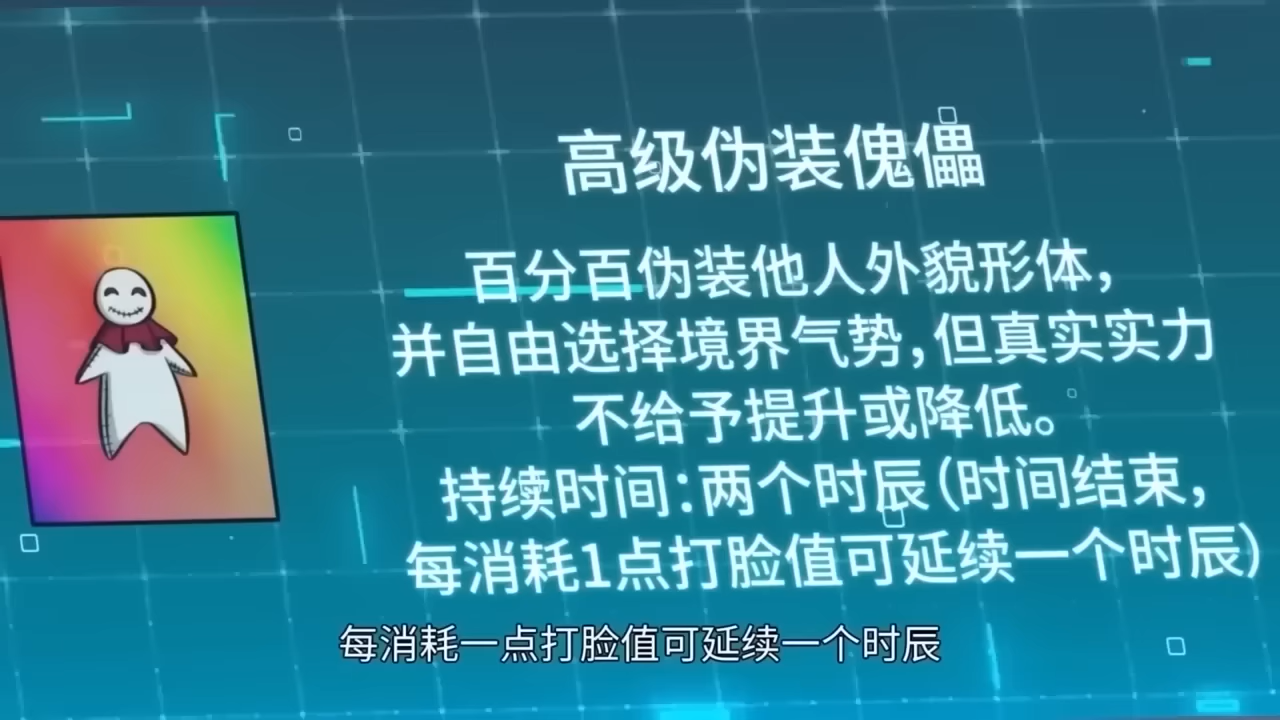 高级伪装傀儡
百分百伪装他人外貌形体，
并自由选择境界气势，但真实实力
不给予提升或降低。
持续时间：两个时辰（时间结束，
每消耗1点打脸值可延续一个时辰）
每消耗一点打脸值可延续一个时辰